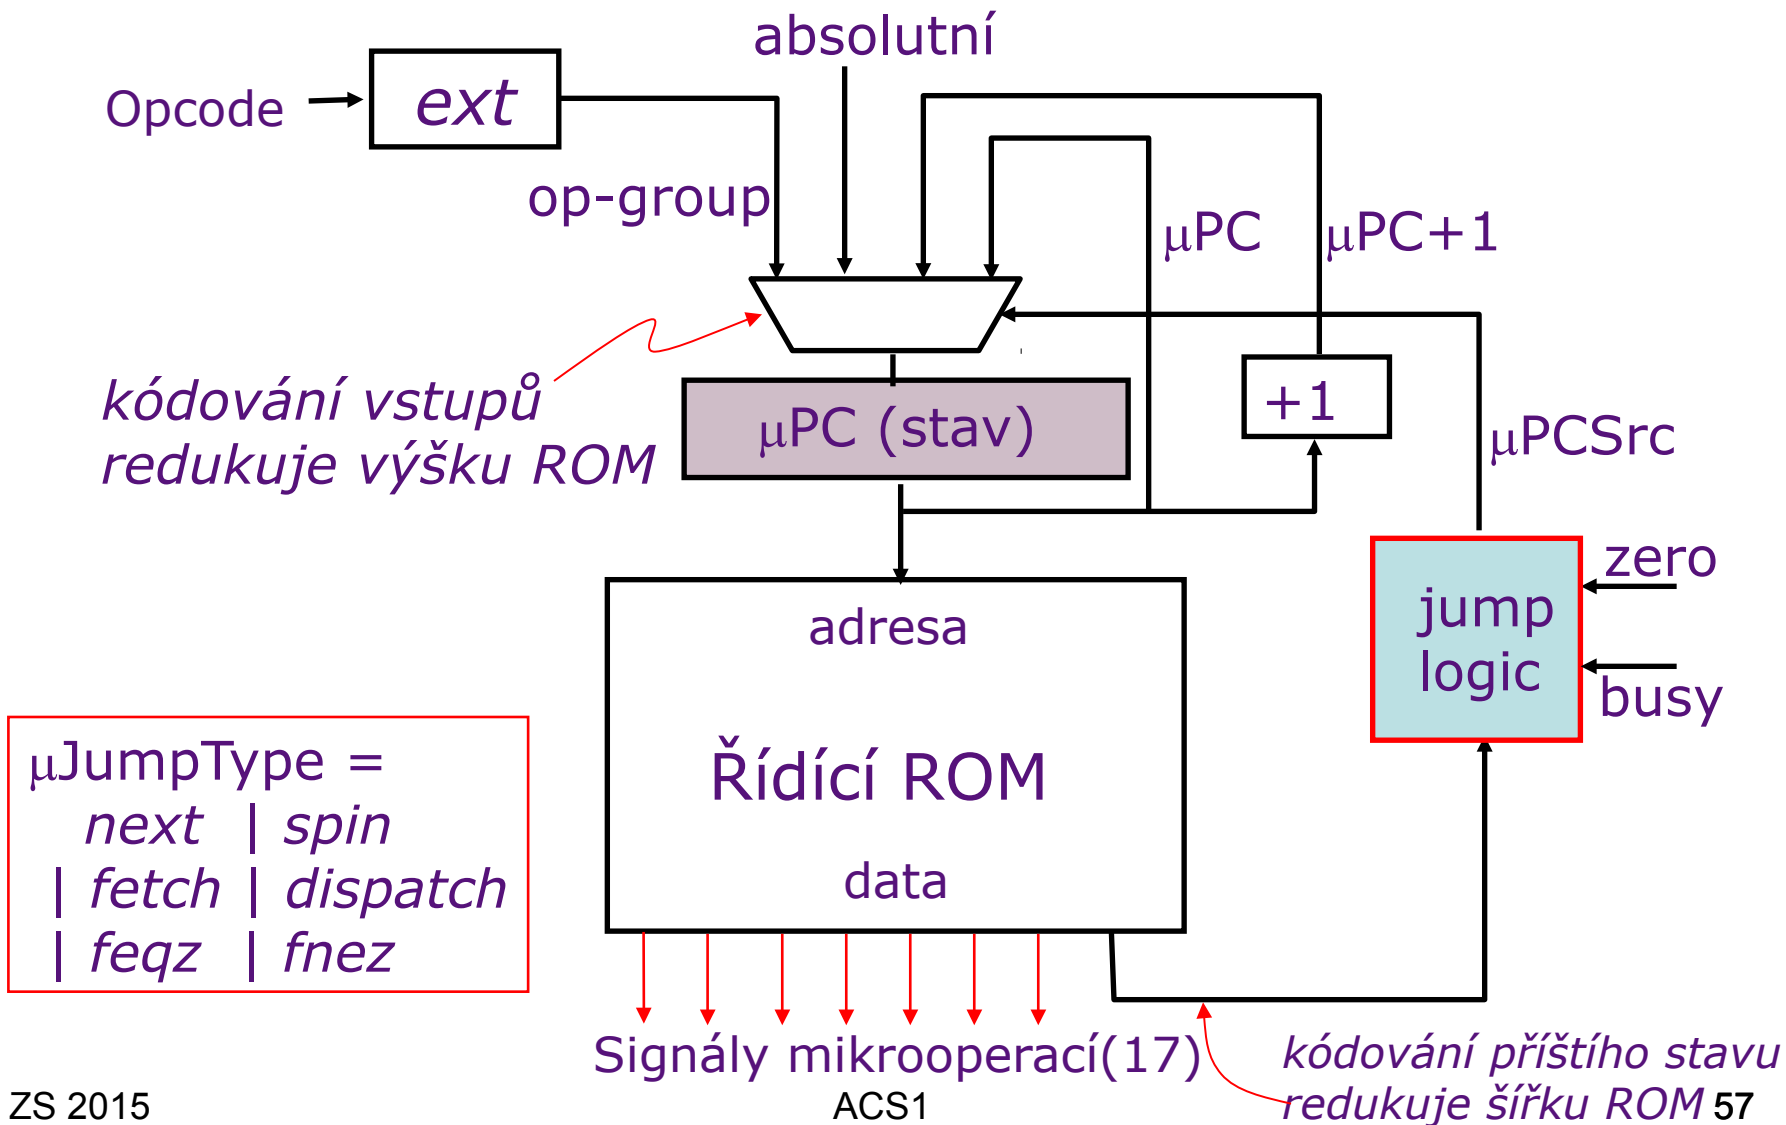 absolutní
Opcode
ext
op-group
μPC
μPC+1
kódování vstupů
redukuje výšku ROM
μPC (stav)
+1
μPCSrc
zero
jump
logic
busy
adresa
Řídící ROM
data
μJumpType =
next | spin
| fetch | dispatch
| feqz | fnez
Signály mikrooperací(17)
kódování příštího stavu
redukuje šířku ROM
ZS 2015
ACS1
57